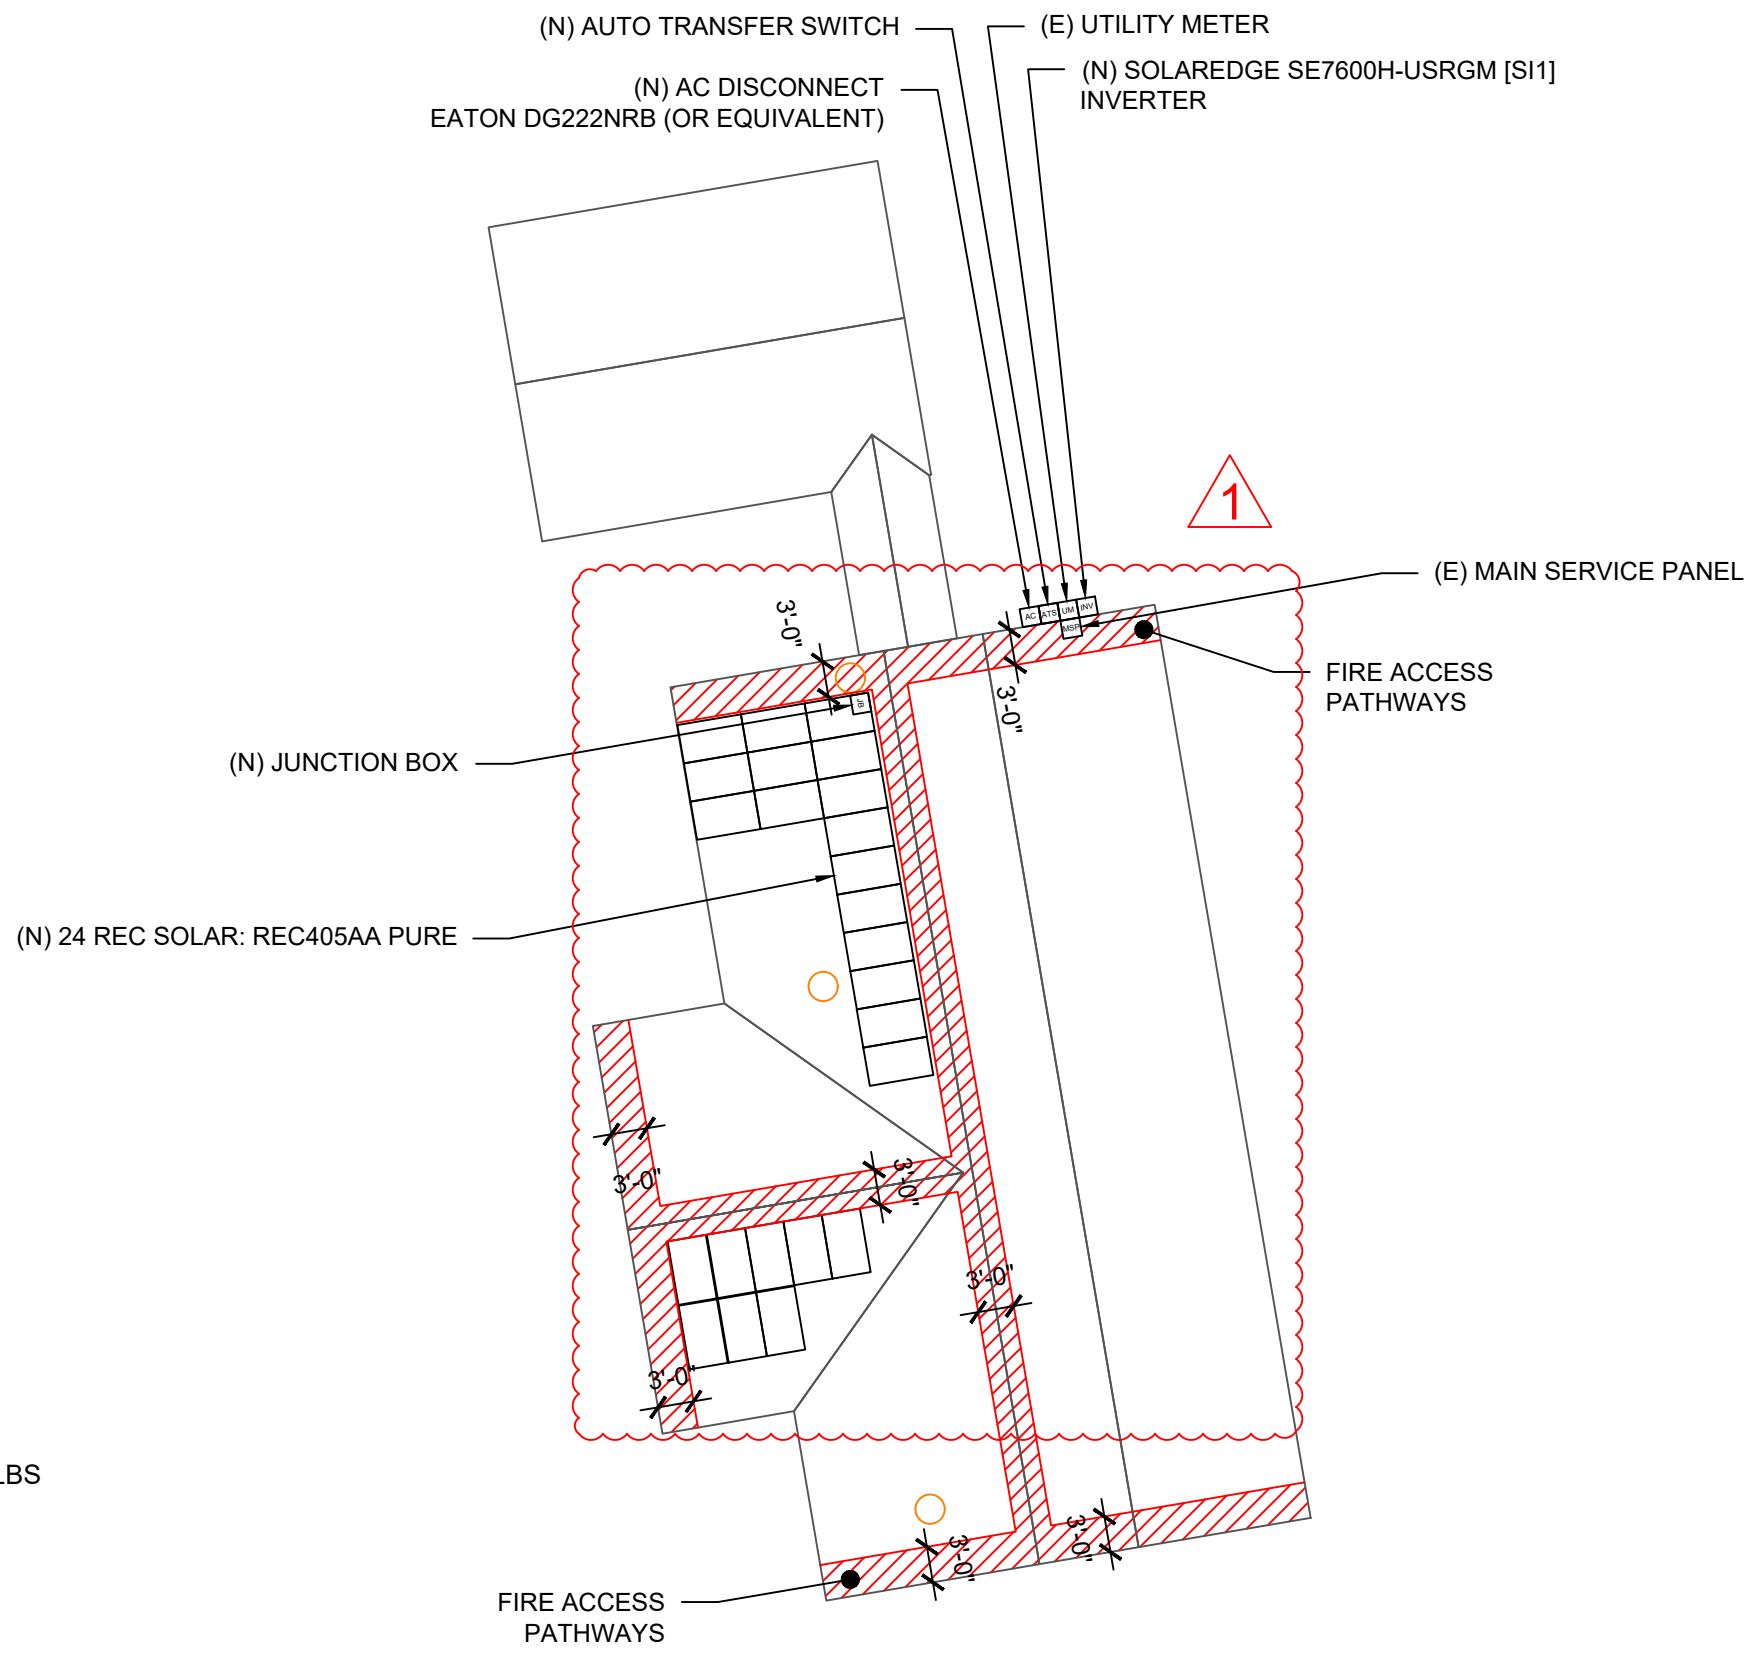 (N) AUTO TRANSFER SWITCH
(E) UTILITY METER
(N) AC DISCONNECT
EATON DG222NRB (OR EQUIVALENT)
(N) SOLAREDGE SE7600H-USRGM [SI1]
INVERTER
1
(E) MAIN SERVICE PANEL
AC
ATS
UM
INV
MSP
3'-0"
3'-0"
FIRE ACCESS
PATHWAYS
JB
(N) JUNCTION BOX
(N) 24 REC SOLAR: REC405AA PURE
3'-0"
3'-0"
3'-0"
3'-0"
LBS
3'-0"
3'-0"
FIRE ACCESS
PATHWAYS